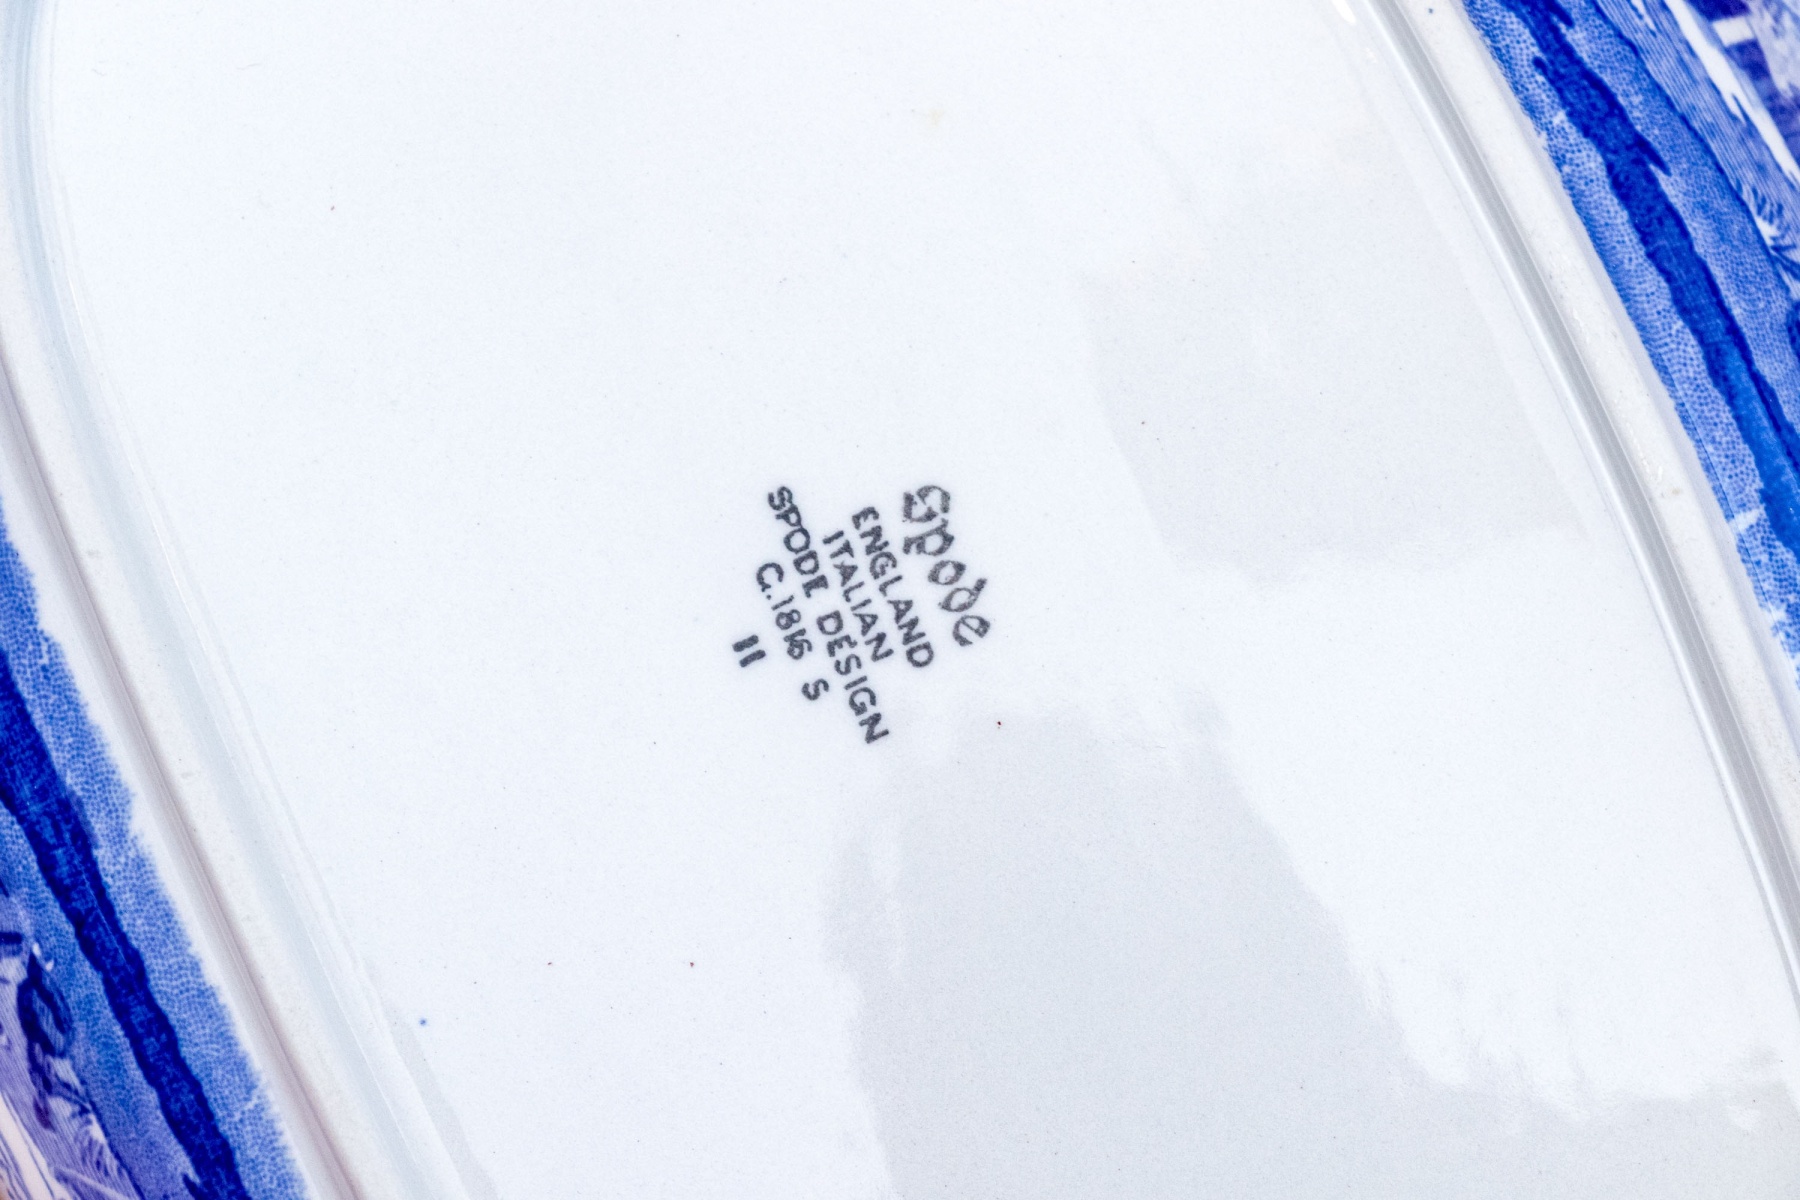 Spode
ENGLAND
ITALIAN
SPODE DESIGN
C.1816 S
11